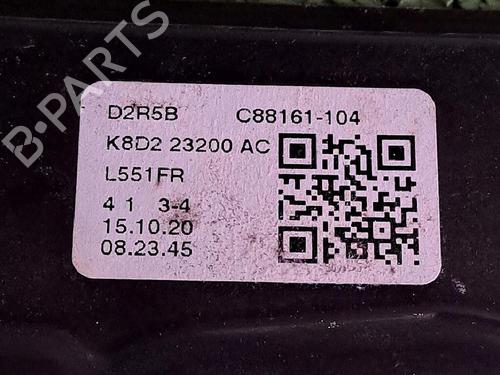 D2R5B C88161-104
K8D2 23200 AC
L551FR
4 1 3-4
15.10.20
08.23.45
B-PARTS